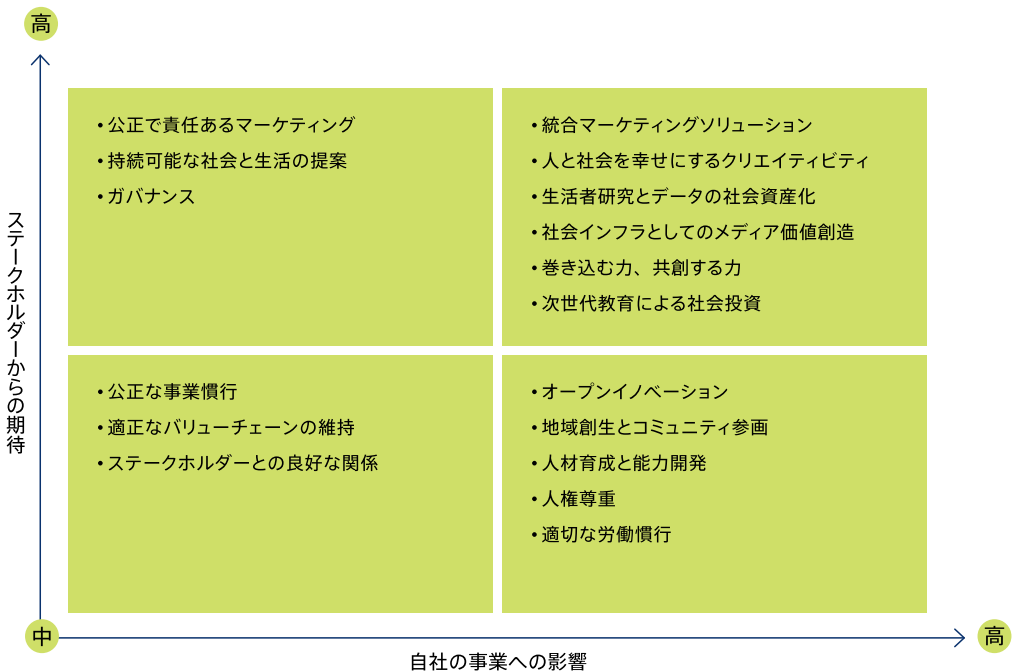 高
ステークホルダーからの期待
・公正で責任あるマーケティング
・持続可能な社会と生活の提案
・ガバナンス
・統合マーケティングソリューション
・人と社会を幸せにするクリエイティビティ
・生活者研究とデータの社会資産化
・社会インフラとしてのメディア価値創造
・巻き込む力、共創する力
・次世代教育による社会投資
・公正な事業慣行
・適正なバリューチェーンの維持
・ステークホルダーとの良好な関係
・オープンイノベーション
・地域創生とコミュニティ参画
・人材育成と能力開発
・人権尊重
・適切な労働慣行
中
高
自社の事業への影響